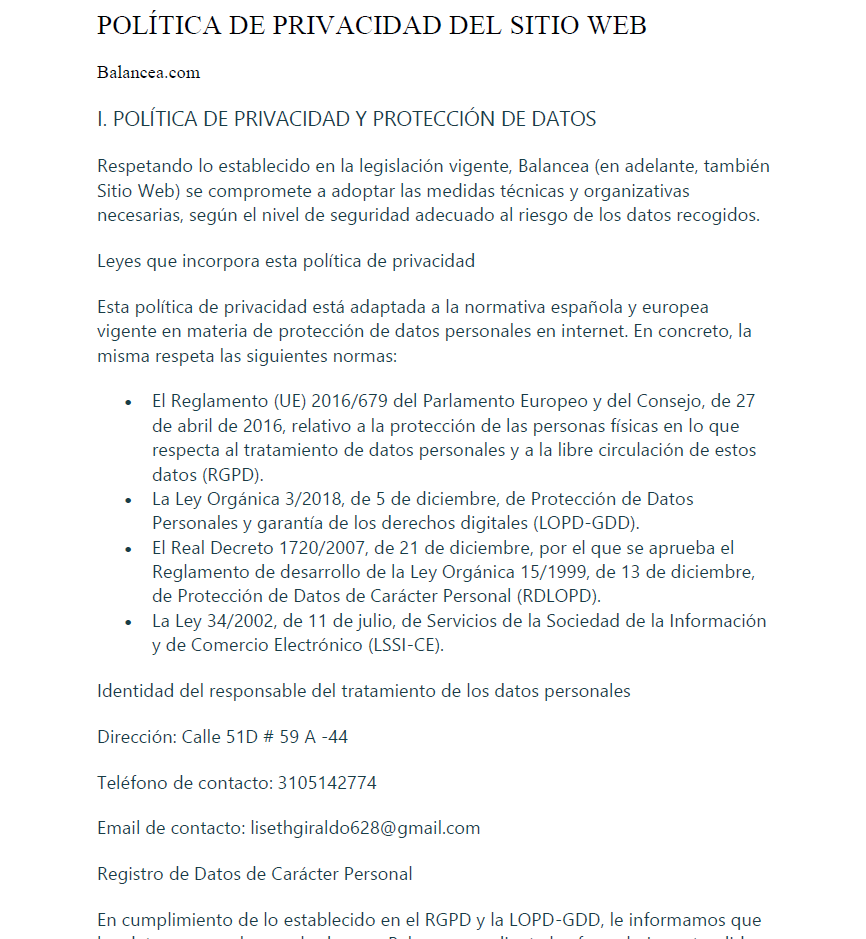 POLÍTICA DE PRIVACIDAD DEL SITIO WEB
Balancea.com
I. POLÍTICA DE PRIVACIDAD Y PROTECCIÓN DE DATOS
Respetando lo establecido en la legislación vigente, Balancea (en adelante, también
Sitio Web) se compromete a adoptar las medidas técnicas y organizativas
necesarias, según el nivel de seguridad adecuado al riesgo de los datos recogidos.
Leyes que incorpora esta política de privacidad
Esta política de privacidad está adaptada a la normativa española y europea
vigente en materia de protección de datos personales en internet. En concreto, la
misma respeta las siguientes normas:
• El Reglamento (UE) 2016/679 del Parlamento Europeo y del Consejo, de 27
de abril de 2016, relativo a la protección de las personas físicas en lo que
respecta al tratamiento de datos personales y a la libre circulación de estos
datos (RGPD).
• La Ley Orgánica 3/2018, de 5 de diciembre, de Protección de Datos
Personales y garantía de los derechos digitales (LOPD-GDD).
• El Real Decreto 1720/2007, de 21 de diciembre, por el que se aprueba el
Reglamento de desarrollo de la Ley Orgánica 15/1999, de 13 de diciembre,
de Protección de Datos de Carácter Personal (RDLOPD).
• La Ley 34/2002, de 11 de julio, de Servicios de la Sociedad de la Información
y de Comercio Electrónico (LSSI-CE).
Identidad del responsable del tratamiento de los datos personales
Dirección: Calle 51D # 59 A -44
Teléfono de contacto: 3105142774
Email de contacto: lisethgiraldo628@gmail.com
Registro de Datos de Carácter Personal
En cumplimiento de lo establecido en el RGPD y la LOPD-GDD, le informamos que